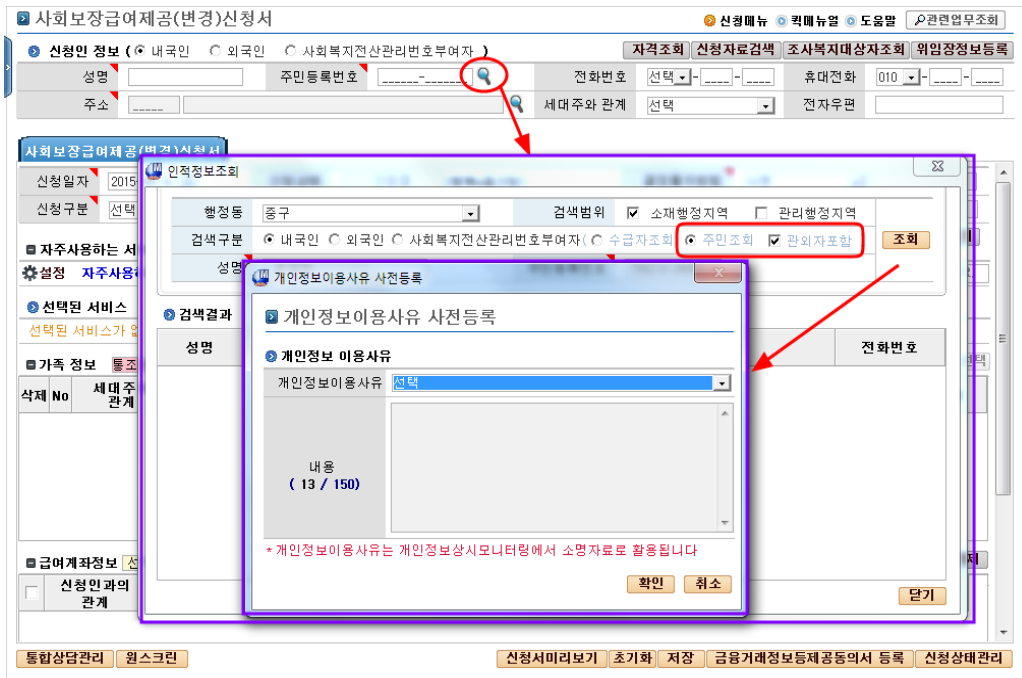 사회보장급여제공(변경)신청서
신청메뉴 퀵메뉴얼 도움말 관련업무조회
신청인 정보 ( 내국인 외국인 사회복지전산관리번호부여자 )
자격조회 신청자료검색 조사복지대상자조회 위임장정보등록
성명 주민등록번호 ______-_______ 전화번호 선택 - ____ - ____ 휴대전화 010 - ____ - ____
주소 _____ 세대주와 관계 선택 전자우편
사회보장급여제공(변경)신청서
신청일자 2015-
신청구분 선택
자주사용하는 서
설정 자주사용하
선택된 서비스
선택된 서비스가 없
가족 정보 통조
삭제 No 세대주 관계
급여계좌정보 선
신청인과의 관계
인적정보조회
행정동 중구 검색범위 소재행정지역 관리행정지역
검색구분 내국인 외국인 사회복지전산관리번호부여자( 수급자조회 주민조회 관외자포함 조회
성명
검색결과
성명 전화번호
닫기
개인정보이용사유 사전등록
개인정보이용사유 사전등록
개인정보 이용사유
개인정보이용사유 선택
내용
( 13 / 150)
* 개인정보이용사유는 개인정보상시모니터링에서 소명자료로 활용됩니다
확인 취소
통합상담관리 원스크린 신청서미리보기 초기화 저장 금융거래정보등제공동의서 등록 신청상태관리